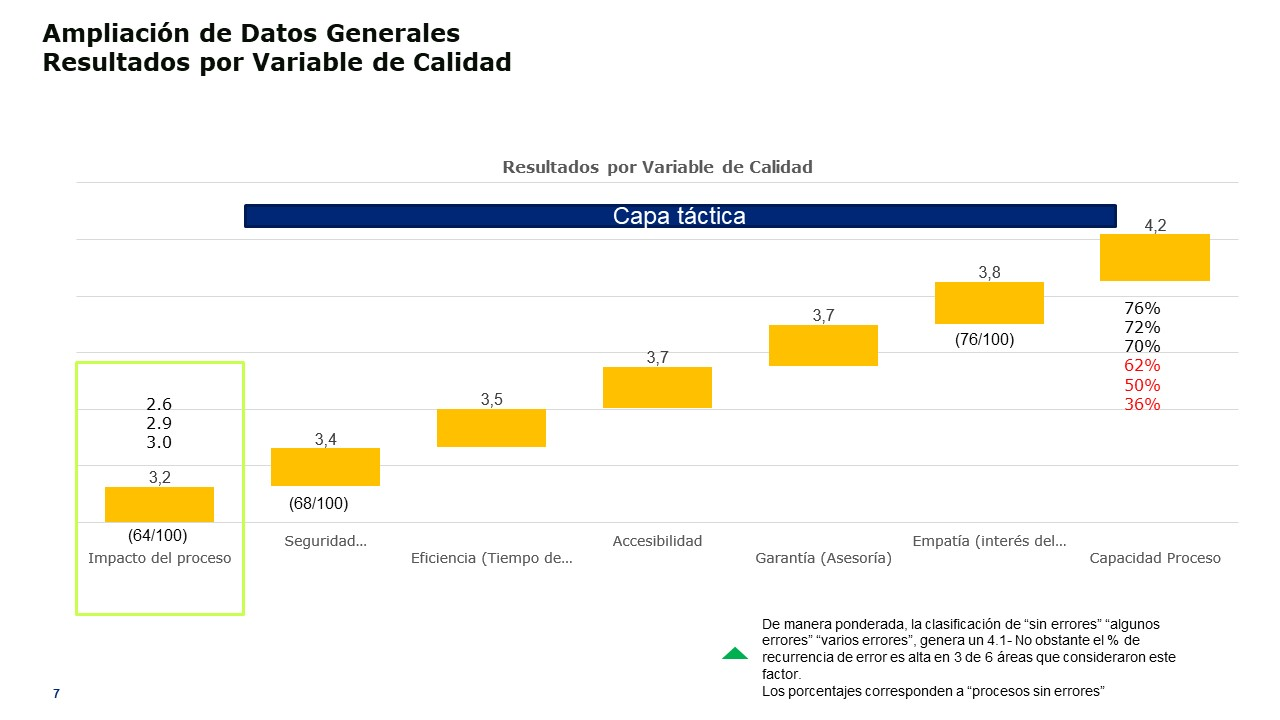 Ampliación de Datos Generales
Resultados por Variable de Calidad
Resultados por Variable de Calidad
Capa táctica
4,2
3,8
76%
72%
70%
62%
50%
36%
3,7
(76/100)
3,7
3,5
2.6
2.9
3.0
3,4
3,2
(68/100)
(64/100)
Impacto del proceso
Seguridad...
Eficiencia (Tiempo de...
Accesibilidad
Garantía (Asesoría)
Empatía (interés del...
Capacidad Proceso
De manera ponderada, la clasificación de “sin errores” “algunos
errores” “varios errores”, genera un 4.1- No obstante el % de
recurrencia de error es alta en 3 de 6 áreas que consideraron este
factor.
Los porcentajes corresponden a “procesos sin errores”
7